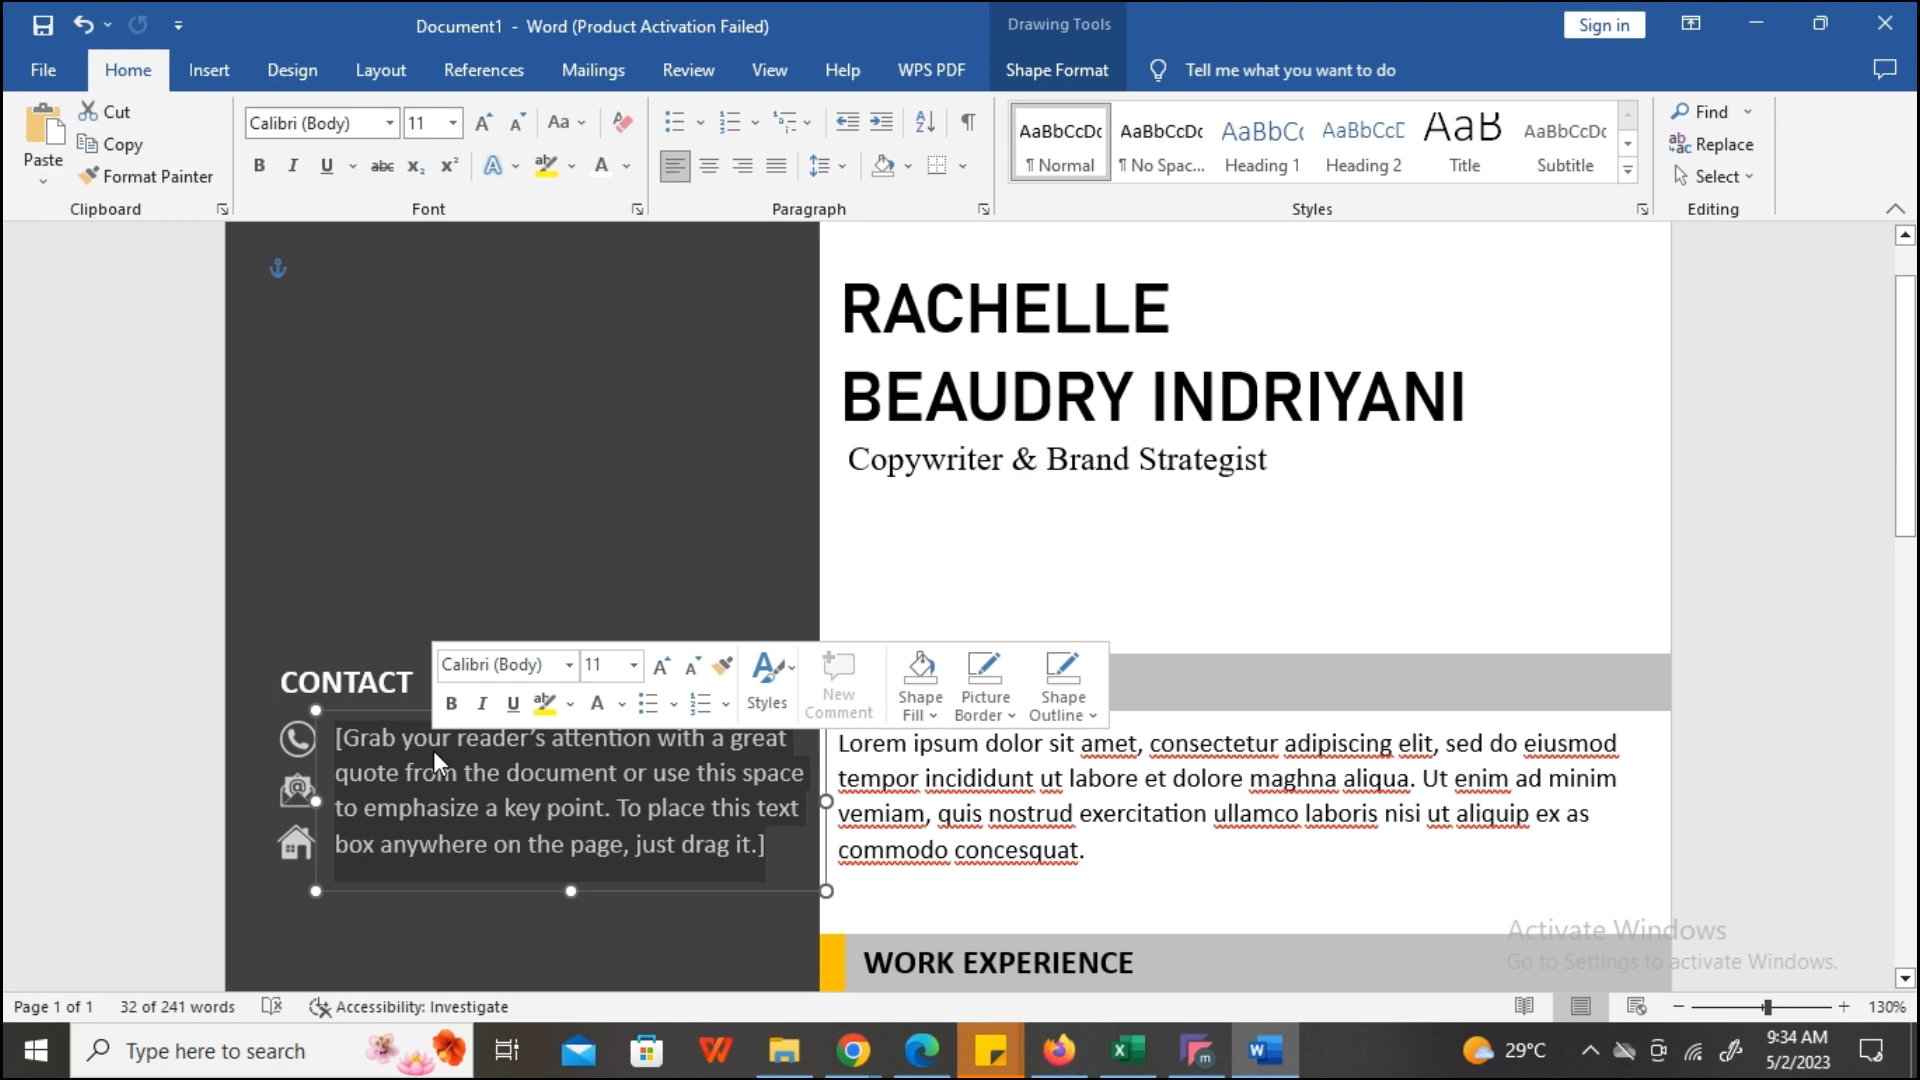 Document1 - Word (Product Activation Failed)
Drawing Tools
Sign in
File
Home
Insert
Design
Layout
References
Mailings
Review
View
Help
WPS PDF
Shape Format
Tell me what you want to do
Paste
Cut
Copy
Format Painter
Clipboard
Calibri (Body)
11
Aa
B I U abc x₂ x² A A
Font
Paragraph
AaBbCcDc
¶ Normal
AaBbCcDc
¶ No Spac...
AaBbCc
Heading 1
AaBbCcD
Heading 2
AaB
Title
AaBbCcDc
Subtitle
Styles
Find
Replace
Select
Editing
RACHELLE
BEAUDRY INDRIYANI
Copywriter & Brand Strategist
CONTACT
Calibri (Body)
11
B I U A
Styles
New
Comment
Shape
Fill
Picture
Border
Shape
Outline
[Grab your reader's attention with a great
quote from the document or use this space
to emphasize a key point. To place this text
box anywhere on the page, just drag it.]
Lorem ipsum dolor sit amet, consectetur adipiscing elit, sed do eiusmod
tempor incididunt ut labore et dolore maghna aliqua. Ut enim ad minim
vemiam, quis nostrud exercitation ullamco laboris nisi ut aliquip ex as
commodo concesquat.
WORK EXPERIENCE
Activate Windows
Go to Settings to activate Windows.
Page 1 of 1
32 of 241 words
Accessibility: Investigate
130%
Type here to search
29°C
9:34 AM
5/2/2023